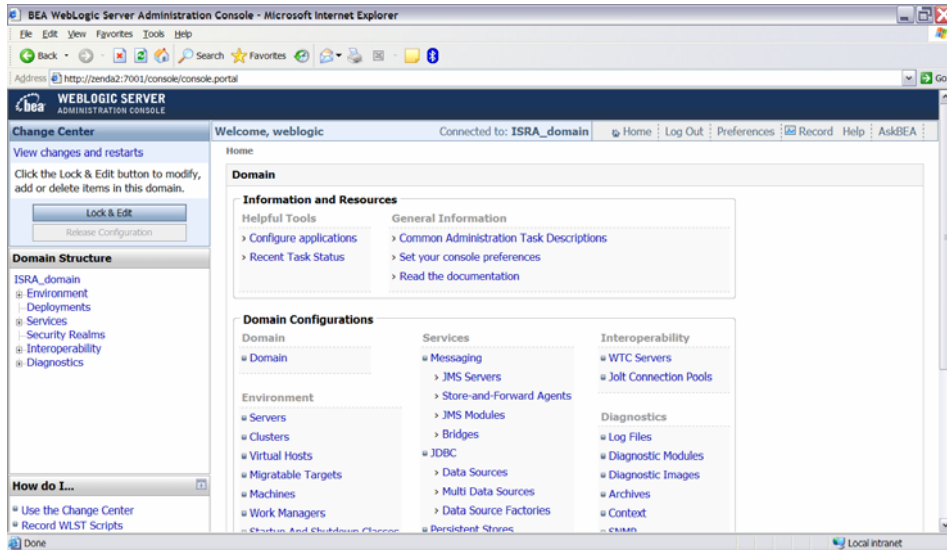 BEA WebLogic Server Administration Console - Microsoft Internet Explorer
File Edit View Favorites Tools Help
Back Search Favorites
Address http://zenda2:7001/console/console.portal Go
bea WEBLOGIC SERVER
ADMINISTRATION CONSOLE
Change Center
View changes and restarts
Click the Lock & Edit button to modify,
add or delete items in this domain.
Lock & Edit
Release Configuration
Domain Structure
ISRA_domain
Environment
Deployments
Services
Security Realms
Interoperability
Diagnostics
How do I...
Use the Change Center
Record WLST Scripts
Welcome, weblogic Connected to: ISRA_domain Home Log Out Preferences Record Help AskBEA
Home
Domain
Information and Resources
Helpful Tools
Configure applications
Recent Task Status
General Information
Common Administration Task Descriptions
Set your console preferences
Read the documentation
Domain Configurations
Domain
Domain
Environment
Servers
Clusters
Virtual Hosts
Migratable Targets
Machines
Work Managers
Startup And Shutdown Classes
Services
Messaging
JMS Servers
Store-and-Forward Agents
JMS Modules
Bridges
JDBC
Data Sources
Multi Data Sources
Data Source Factories
Persistent Stores
Interoperability
WTC Servers
Jolt Connection Pools
Diagnostics
Log Files
Diagnostic Modules
Diagnostic Images
Archives
Context
SNMP
Done Local intranet